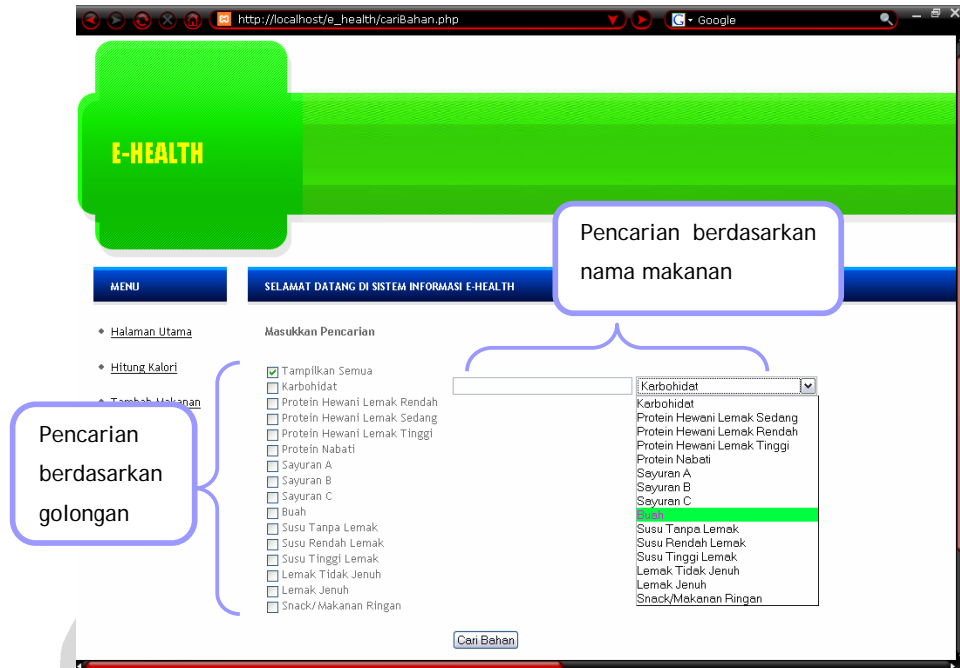 http://localhost/e_health/cariBahan.php
G Google
E-HEALTH
Pencarian berdasarkan
nama makanan
MENU
SELAMAT DATANG DI SISTEM INFORMASI E-HEALTH
Halaman Utama
Hitung Kalori
Tambah Makanan
Pencarian
berdasarkan
golongan
Masukkan Pencarian
Tampilkan Semua
Karbohidat
Protein Hewani Lemak Rendah
Protein Hewani Lemak Sedang
Protein Hewani Lemak Tinggi
Protein Nabati
Sayuran A
Sayuran B
Sayuran C
Buah
Susu Tanpa Lemak
Susu Rendah Lemak
Susu Tinggi Lemak
Lemak Tidak Jenuh
Lemak Jenuh
Snack/Makanan Ringan
Karbohidat
Karbohidat
Protein Hewani Lemak Sedang
Protein Hewani Lemak Rendah
Protein Hewani Lemak Tinggi
Protein Nabati
Sayuran A
Sayuran B
Sayuran C
Buah
Susu Tanpa Lemak
Susu Rendah Lemak
Susu Tinggi Lemak
Lemak Tidak Jenuh
Lemak Jenuh
Snack/Makanan Ringan
Cari Bahan